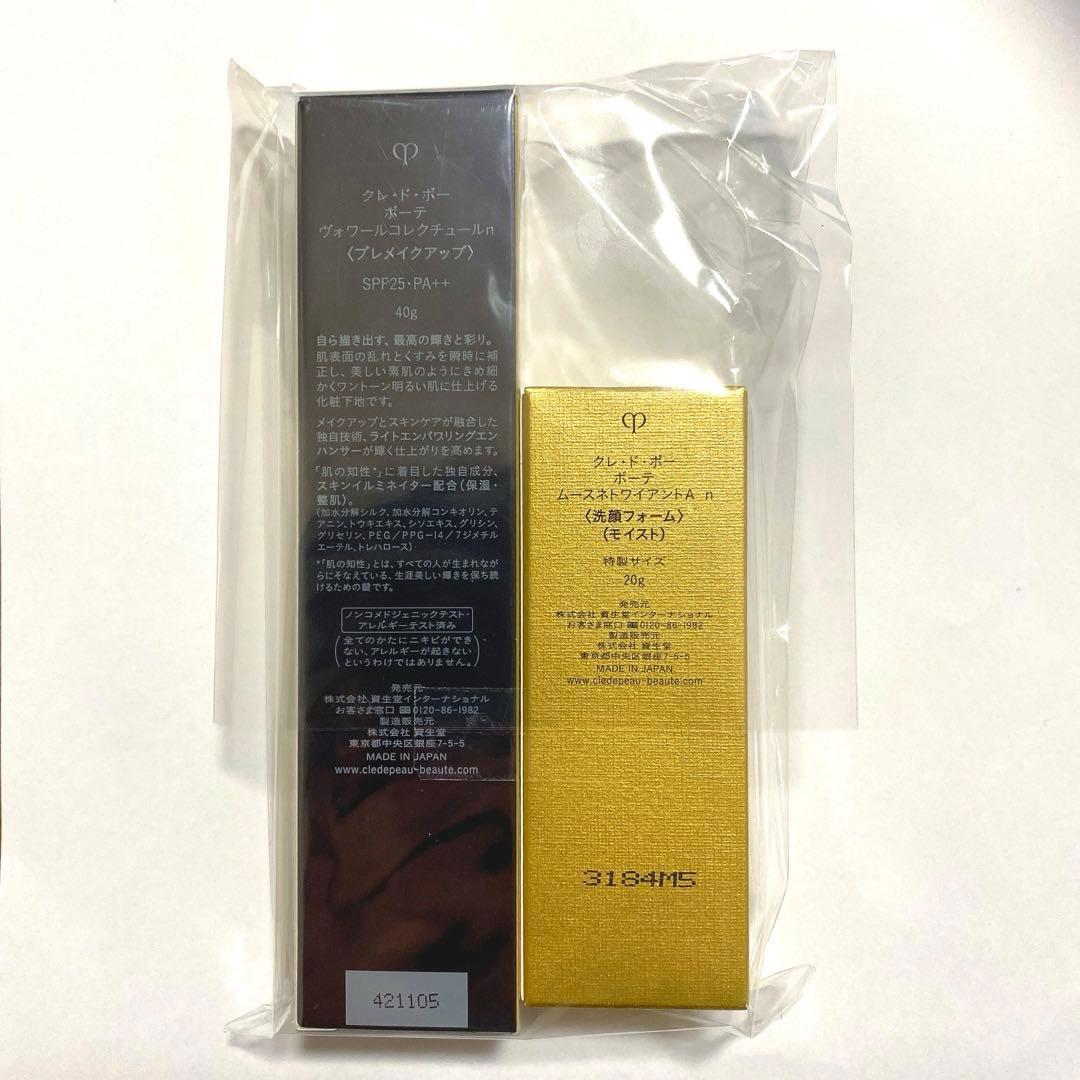 クレ・ド・ポー
ボーテ
ヴォワールコレクチュールn
〈プレメイクアップ〉
SPF25・PA++
40g
自ら描き出す、最高の輝きと彩り。
肌表面の乱れとくすみを瞬時に補
正し、美しい素肌のようにきめ細
かくワントーン明るい肌に仕上げる
化粧下地です。
メイクアップとスキンケアが融合した
独自技術、ライトエンパワリングエン
ハンサーが輝く仕上がりを高めます。
「肌の知性*」に着目した独自成分、
スキンイルミネイター配合(保湿・
整肌)。
(加水分解シルク、加水分解コンキオリン、テ
アニン、トウキエキス、シソエキス、グリシン、
グリセリン、PEG/PPG-14/7ジメチル
エーテル、トレハロース)
*「肌の知性」とは、すべての人が生まれなが
らにそなえている、生涯美しい輝きを保ち続
けるための鍵です。
ノンコメドジェニックテスト・
アレルギーテスト済み
(全てのかたにニキビができ
ない、アレルギーが起きない
というわけではありません。)
発売元
株式会社 資生堂インターナショナル
お客さま窓口 0120-86-1982
製造販売元
株式会社 資生堂
東京都中央区銀座7-5-5
MADE IN JAPAN
www.cledepeau-beaute.com
421105
クレ・ド・ポー
ボーテ
ムースネトワイアントA n
〈洗顔フォーム〉
(モイスト)
特製サイズ
20g
発売元
株式会社 資生堂インターナショナル
お客さま窓口 0120-86-1982
製造販売元
株式会社 資生堂
東京都中央区銀座7-5-5
MADE IN JAPAN
www.cledepeau-beaute.com
3184M5